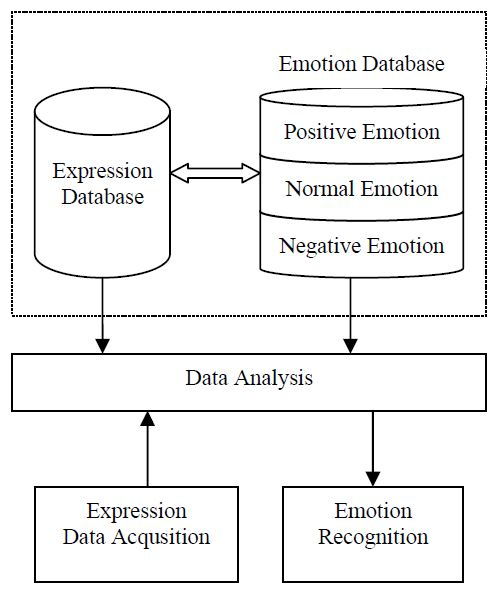 Emotion Database
Expression
Database
Positive Emotion
Normal Emotion
Negative Emotion
Data Analysis
Expression
Data Acqusition
Emotion
Recognition